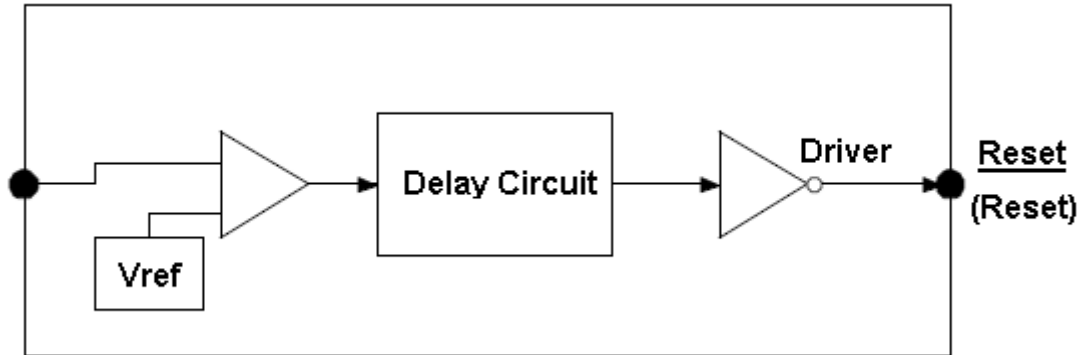 Driver
Reset
Delay Circuit
(Reset)
Vref